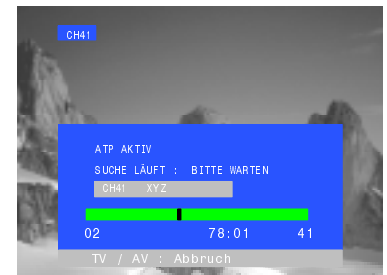 CH41
ATP AKTIV
SUCHE LÄUFT : BITTE WARTEN
CH41 XYZ
02 78:01 41
TV / AV : Abbruch